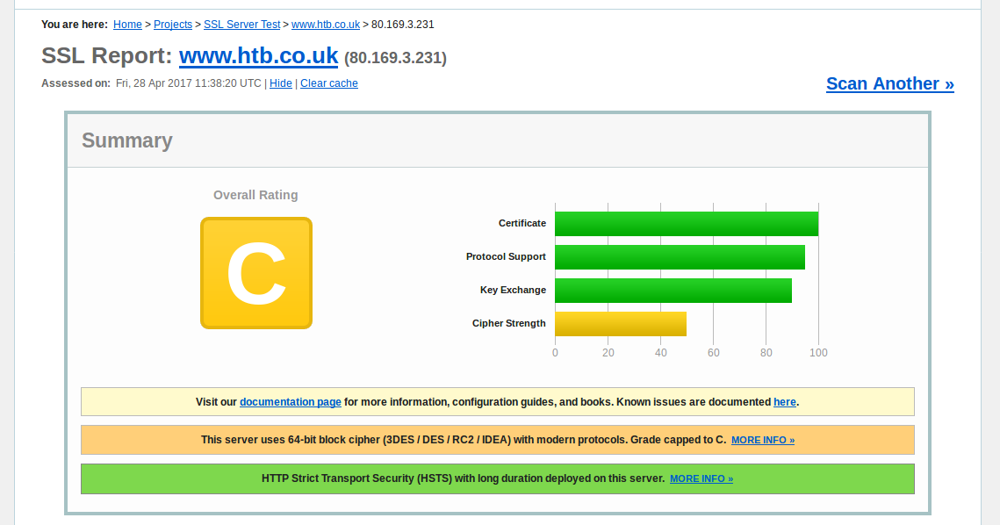 You are here: Home > Projects > SSL Server Test > www.htb.co.uk > 80.169.3.231
SSL Report: www.htb.co.uk (80.169.3.231)
Assessed on: Fri, 28 Apr 2017 11:38:20 UTC | Hide | Clear cache
Scan Another »
Summary
Overall Rating
C
Certificate
Protocol Support
Key Exchange
Cipher Strength
0 20 40 60 80 100
Visit our documentation page for more information, configuration guides, and books. Known issues are documented here.
This server uses 64-bit block cipher (3DES / DES / RC2 / IDEA) with modern protocols. Grade capped to C. MORE INFO »
HTTP Strict Transport Security (HSTS) with long duration deployed on this server. MORE INFO »